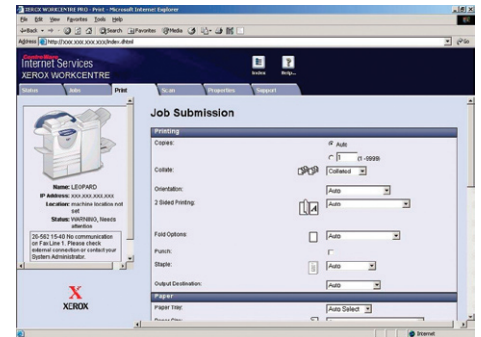 XEROX WORKCENTRE PRO - Print - Microsoft Internet Explorer
File Edit View Favorites Tools Help
Back Search Favorites Media
Address http://xxx.xxx.xxx.xxx/index.dhtml
CentreWare
Internet Services
XEROX WORKCENTRE
Index Help...
Status Jobs Print Scan Properties Support
Name: LEOPARD
IP Address: xxx.xxx.xxx.xxx
Location: machine location not
set
Status: WARNING, Needs
attention
20-562 15-40 No communication
on Fax Line 1. Please check
external connection or contact your
System Administrator.
X
XEROX
Job Submission
Printing
Copies: Auto
1 (1 -9999)
Collate: Collated
Orientation: Auto
2 Sided Printing: Auto
Fold Options: Auto
Punch:
Staple: Auto
Output Destination: Auto
Paper
Paper Tray: Auto Select
Internet